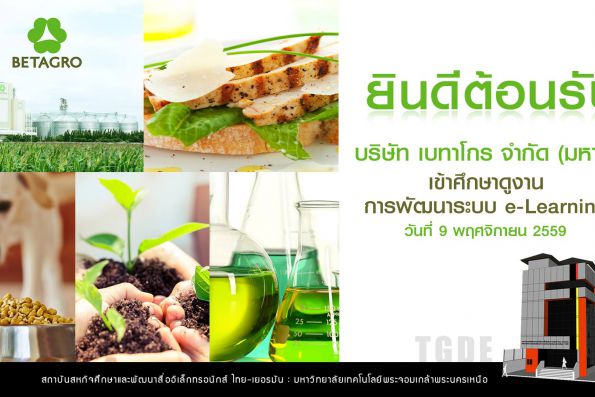 BETAGRO
ยินดีต้อนรับ
บริษัท เบทาโกร จำกัด (มหา
เข้าศึกษาดูงาน
การพัฒนาระบบ e-Learnin
วันที่ 9 พฤศจิกายน 2559
TGDE
สถาบันสหกิจศึกษาและพัฒนาสื่ออิเล็กทรอนิกส์ ไทย-เยอรมัน : มหาวิทยาลัยเทคโนโลยีพระจอมเกล้าพระนครเหนือ